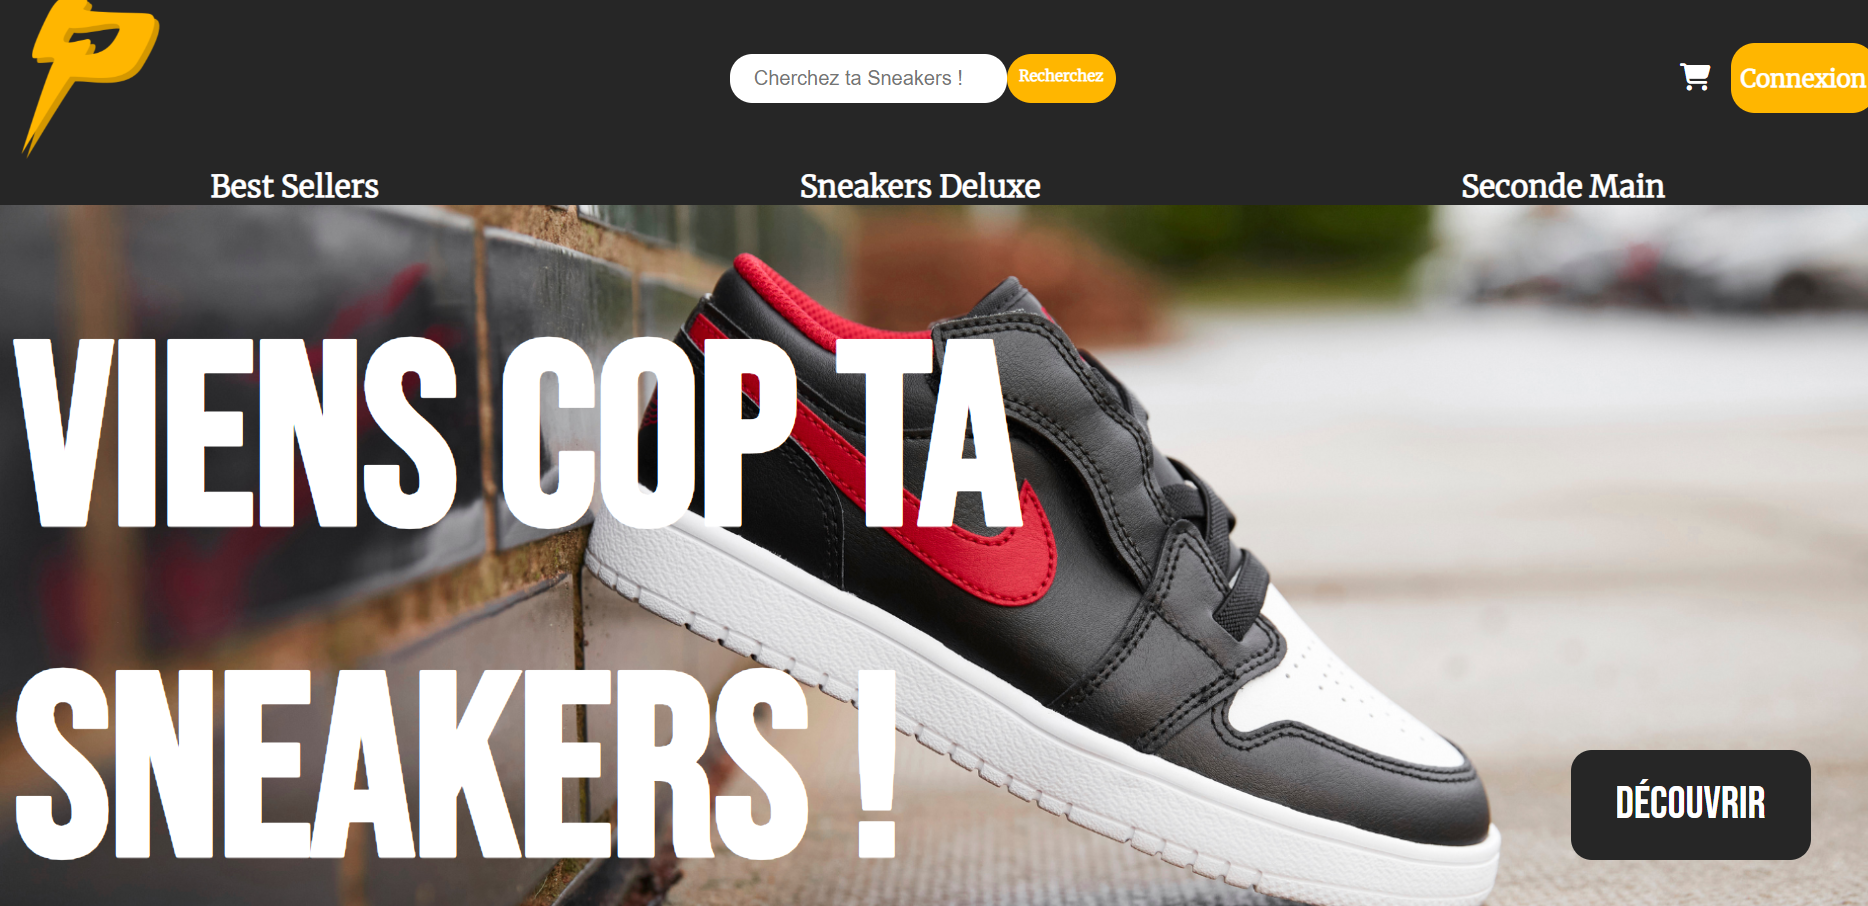 Cherchez ta Sneakers !
Recherchez
Connexion
Best Sellers
Sneakers Deluxe
Seconde Main
VIENS COP TA
SNEAKERS !
DÉCOUVRIR